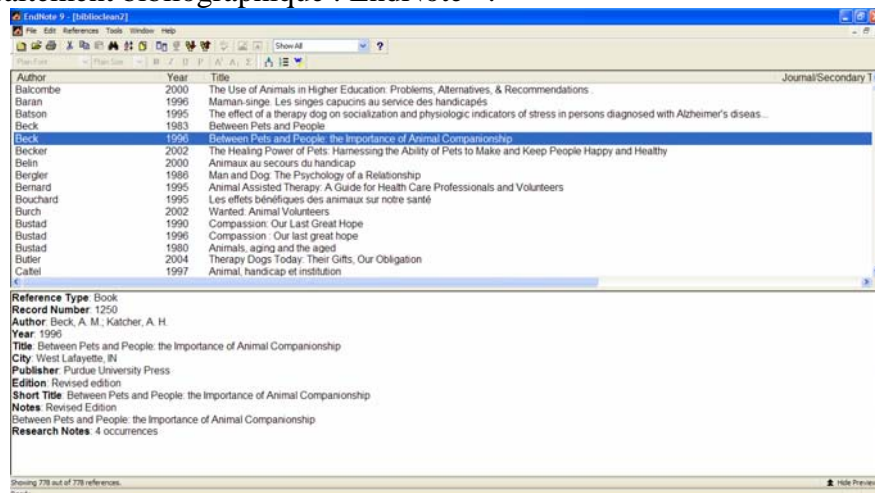 EndNote 9 - [biblioclean2]
File Edit References Tools Window Help
Show All
Plain Font Plain Size B I U P A¹ A₁ Σ
Author Year Title Journal/Secondary T
Balcombe 2000 The Use of Animals in Higher Education: Problems, Alternatives, & Recommendations .
Baran 1996 Maman-singe. Les singes capucins au service des handicapés
Batson 1995 The effect of a therapy dog on socialization and physiologic indicators of stress in persons diagnosed with Alzheimer's diseas...
Beck 1983 Between Pets and People
Beck 1996 Between Pets and People: the Importance of Animal Companionship
Becker 2002 The Healing Power of Pets: Harnessing the Ability of Pets to Make and Keep People Happy and Healthy
Belin 2000 Animaux au secours du handicap
Bergler 1986 Man and Dog: The Psychology of a Relationship
Bernard 1995 Animal Assisted Therapy: A Guide for Health Care Professionals and Volunteers
Bouchard 1995 Les effets bénéfiques des animaux sur notre santé
Burch 2002 Wanted: Animal Volunteers
Bustad 1990 Compassion: Our Last Great Hope
Bustad 1996 Compassion : Our last great hope
Bustad 1980 Animals, aging and the aged
Butler 2004 Therapy Dogs Today: Their Gifts, Our Obligation
Cattel 1997 Animal, handicap et institution
Reference Type: Book
Record Number: 1250
Author: Beck, A. M.; Katcher, A. H.
Year: 1996
Title: Between Pets and People: the Importance of Animal Companionship
City: West Lafayette, IN
Publisher: Purdue University Press
Edition: Revised edition
Short Title: Between Pets and People: the Importance of Animal Companionship
Notes: Revised Edition
Between Pets and People: the Importance of Animal Companionship
Research Notes: 4 occurrences
Showing 778 out of 778 references. Hide Preview